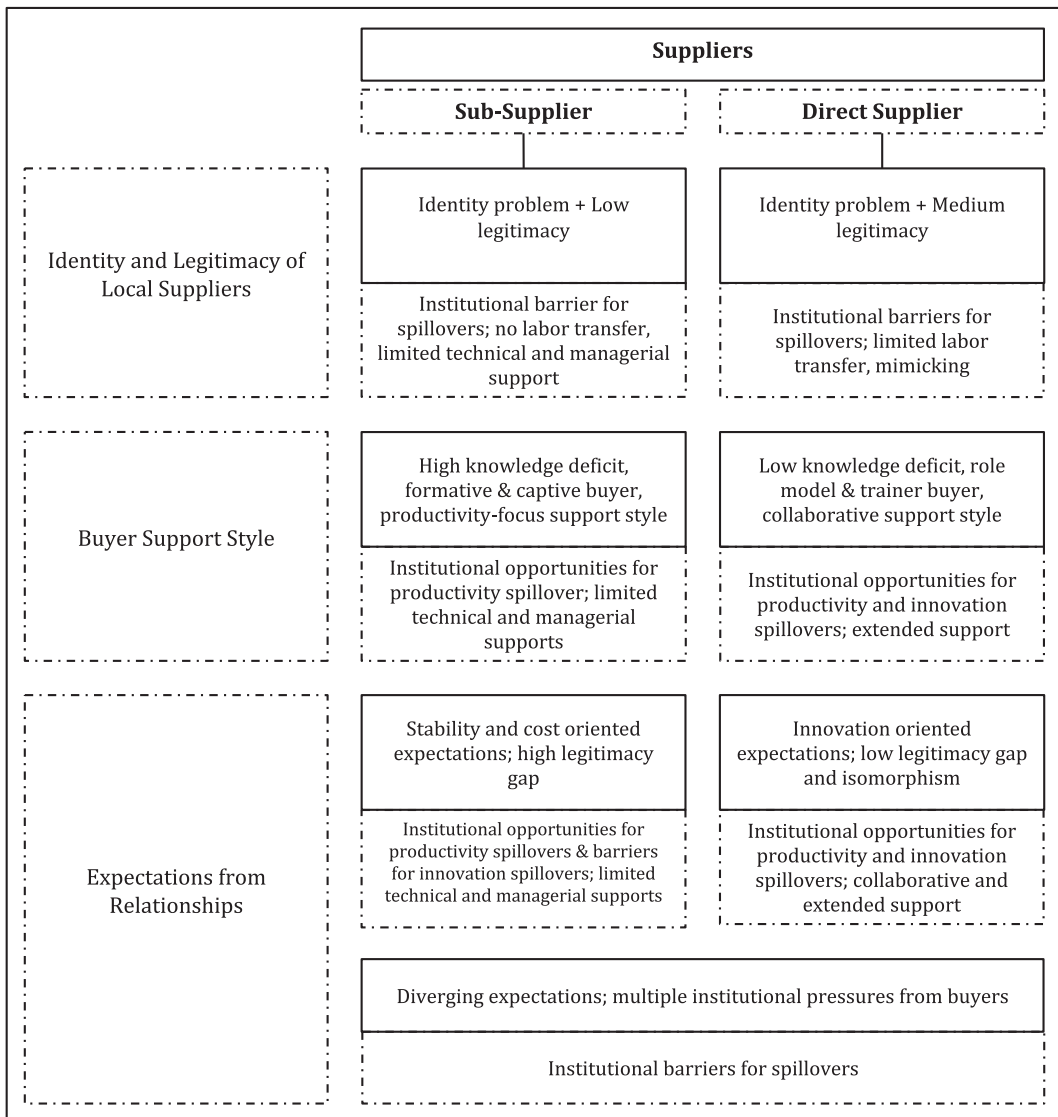 Suppliers
Sub-Supplier
Direct Supplier
Identity and Legitimacy of
Local Suppliers
Identity problem + Low
legitimacy
Identity problem + Medium
legitimacy
Institutional barrier for
spillovers; no labor transfer,
limited technical and managerial
support
Institutional barriers for
spillovers; limited labor
transfer, mimicking
Buyer Support Style
High knowledge deficit,
formative & captive buyer,
productivity-focus support style
Low knowledge deficit, role
model & trainer buyer,
collaborative support style
Institutional opportunities for
productivity spillover; limited
technical and managerial
supports
Institutional opportunities for
productivity and innovation
spillovers; extended support
Expectations from
Relationships
Stability and cost oriented
expectations; high legitimacy
gap
Innovation oriented
expectations; low legitimacy gap
and isomorphism
Institutional opportunities for
productivity spillovers & barriers
for innovation spillovers; limited
technical and managerial supports
Institutional opportunities for
productivity and innovation
spillovers; collaborative and
extended support
Diverging expectations; multiple institutional pressures from buyers
Institutional barriers for spillovers